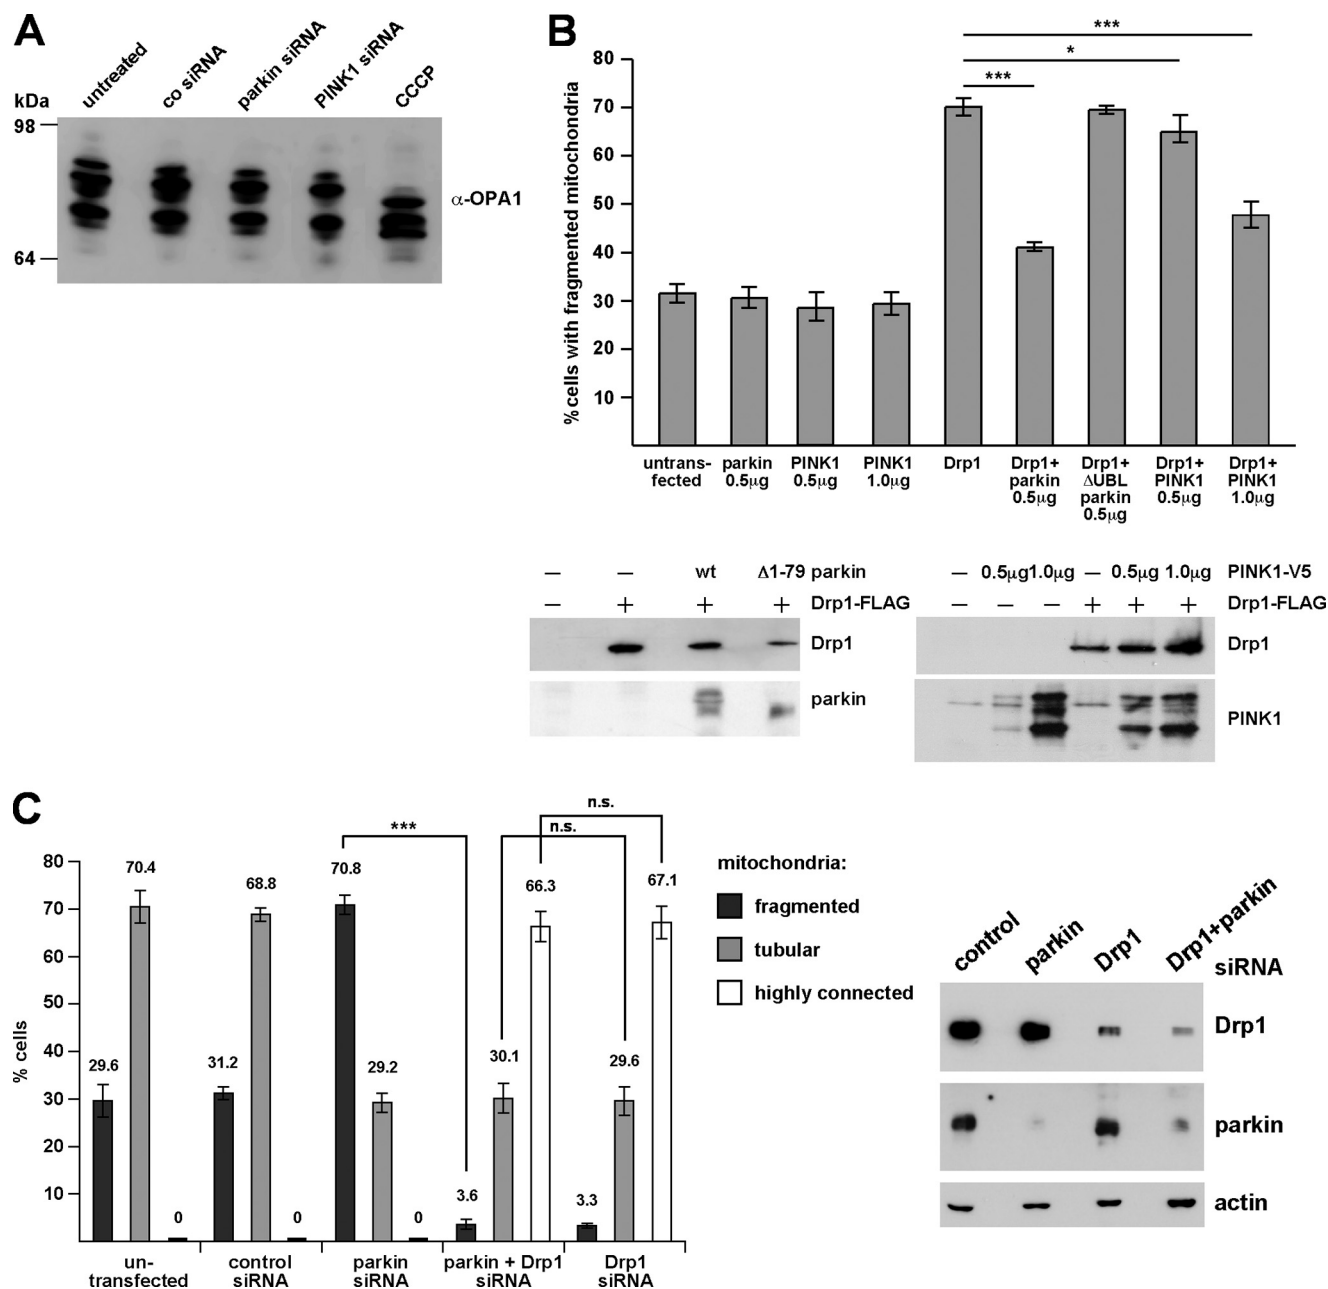 A
untreated
co siRNA
parkin siRNA
PINK1 siRNA
CCCP
kDa
98
64
α-OPA1
B
% cells with fragmented mitochondria
80
70
60
50
40
30
20
10
***
*
***
untrans-
fected
parkin
0.5µg
PINK1
0.5µg
PINK1
1.0µg
Drp1
Drp1+
parkin
0.5µg
Drp1+
ΔUBL
parkin
0.5µg
Drp1+
PINK1
0.5µg
Drp1+
PINK1
1.0µg
– – wt Δ1-79 parkin
– + + + Drp1-FLAG
Drp1
parkin
– 0.5µg 1.0µg – 0.5µg 1.0µg PINK1-V5
– – – + + + Drp1-FLAG
Drp1
PINK1
C
% cells
80
70
60
50
40
30
20
10
29.6
70.4
0
31.2
68.8
0
70.8
29.2
0
3.6
30.1
66.3
3.3
29.6
67.1
***
n.s.
n.s.
un-
transfected
control
siRNA
parkin
siRNA
parkin + Drp1
siRNA
Drp1
siRNA
mitochondria:
fragmented
tubular
highly connected
control
parkin
Drp1
Drp1+parkin
siRNA
Drp1
parkin
actin